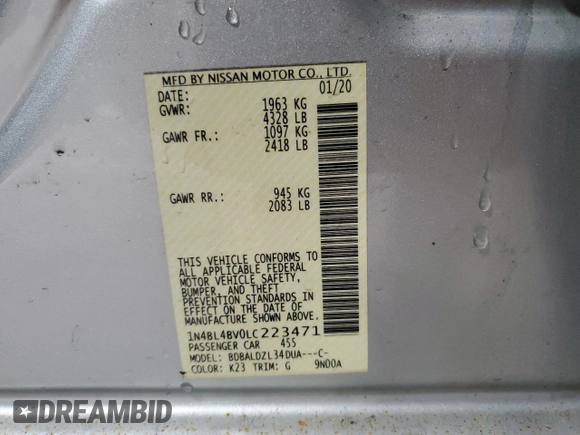 MFD BY NISSAN MOTOR CO., LTD.
DATE: 01/20
GVWR: 1963 KG
4328 LB
GAWR FR.: 1097 KG
2418 LB
GAWR RR.: 945 KG
2083 LB
THIS VEHICLE CONFORMS TO
ALL APPLICABLE FEDERAL
MOTOR VEHICLE SAFETY,
BUMPER, AND THEFT
PREVENTION STANDARDS IN
EFFECT ON THE DATE OF
MANUFACTURE SHOWN ABOVE.
1N4BL4BV0LC223471
PASSENGER CAR 455
MODEL: BDBALDZL34DUA---C-
COLOR: K23 TRIM: G 9N00A
DREAMBID